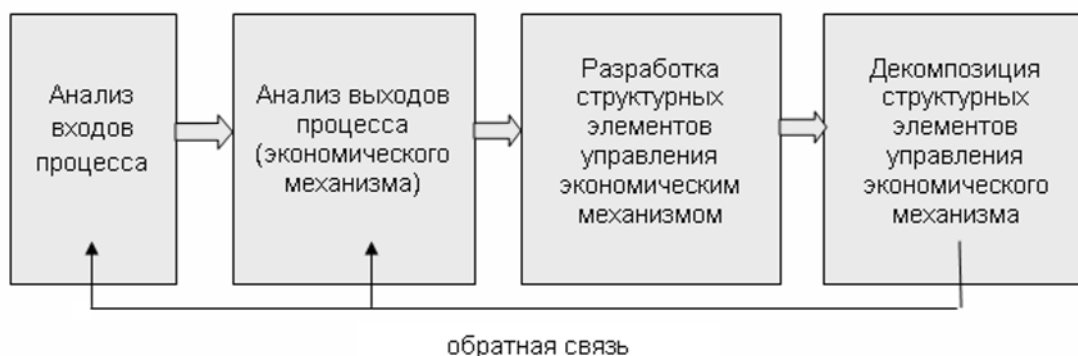 Анализ
входов
процесса
Анализ выходов
процесса
(экономического
механизма)
Разработка
структурных
элементов
управления
экономическим
механизмом
Декомпозиция
структурных
элементов
управления
экономического
механизма
обратная связь